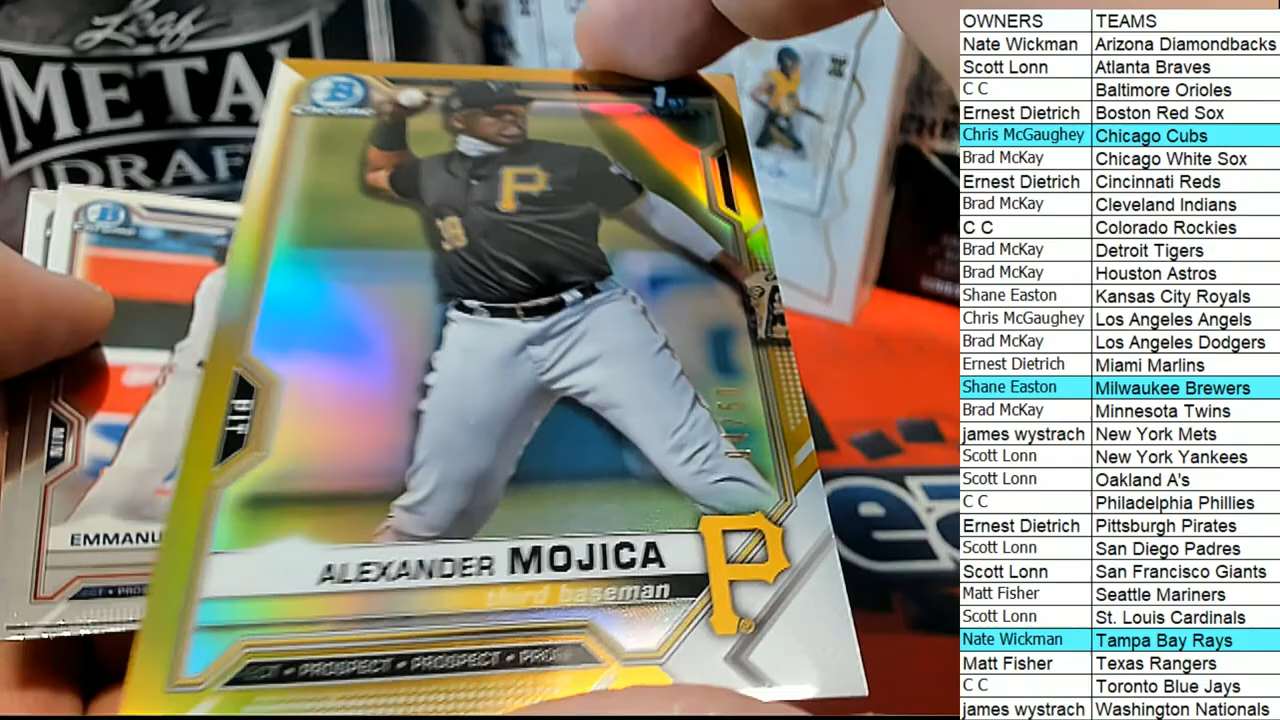 Leaf
METAL
DRAFT
CHROME
1ST
P
PIT
CHROME
MIN
EMMANU
ALEXANDER MOJICA
third baseman
P
PROSPECT • PROSPECT • PRO
OWNERS TEAMS
Nate Wickman Arizona Diamondbacks
Scott Lonn Atlanta Braves
C C Baltimore Orioles
Ernest Dietrich Boston Red Sox
Chris McGaughey Chicago Cubs
Brad McKay Chicago White Sox
Ernest Dietrich Cincinnati Reds
Brad McKay Cleveland Indians
C C Colorado Rockies
Brad McKay Detroit Tigers
Brad McKay Houston Astros
Shane Easton Kansas City Royals
Chris McGaughey Los Angeles Angels
Brad McKay Los Angeles Dodgers
Ernest Dietrich Miami Marlins
Shane Easton Milwaukee Brewers
Brad McKay Minnesota Twins
james wystrach New York Mets
Scott Lonn New York Yankees
Scott Lonn Oakland A's
C C Philadelphia Phillies
Ernest Dietrich Pittsburgh Pirates
Scott Lonn San Diego Padres
Scott Lonn San Francisco Giants
Matt Fisher Seattle Mariners
Scott Lonn St. Louis Cardinals
Nate Wickman Tampa Bay Rays
Matt Fisher Texas Rangers
C C Toronto Blue Jays
james wystrach Washington Nationals